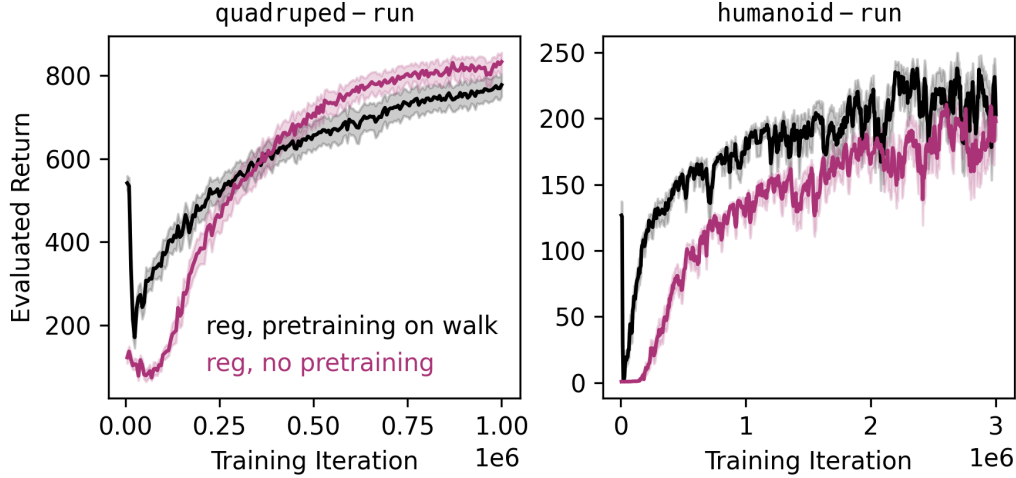 quadruped-run
humanoid-run
Evaluated Return
800
600
400
200
reg, pretraining on walk
reg, no pretraining
0.00 0.25 0.50 0.75 1.00
Training Iteration
1e6
250
200
150
100
50
0
0 1 2 3
Training Iteration
1e6